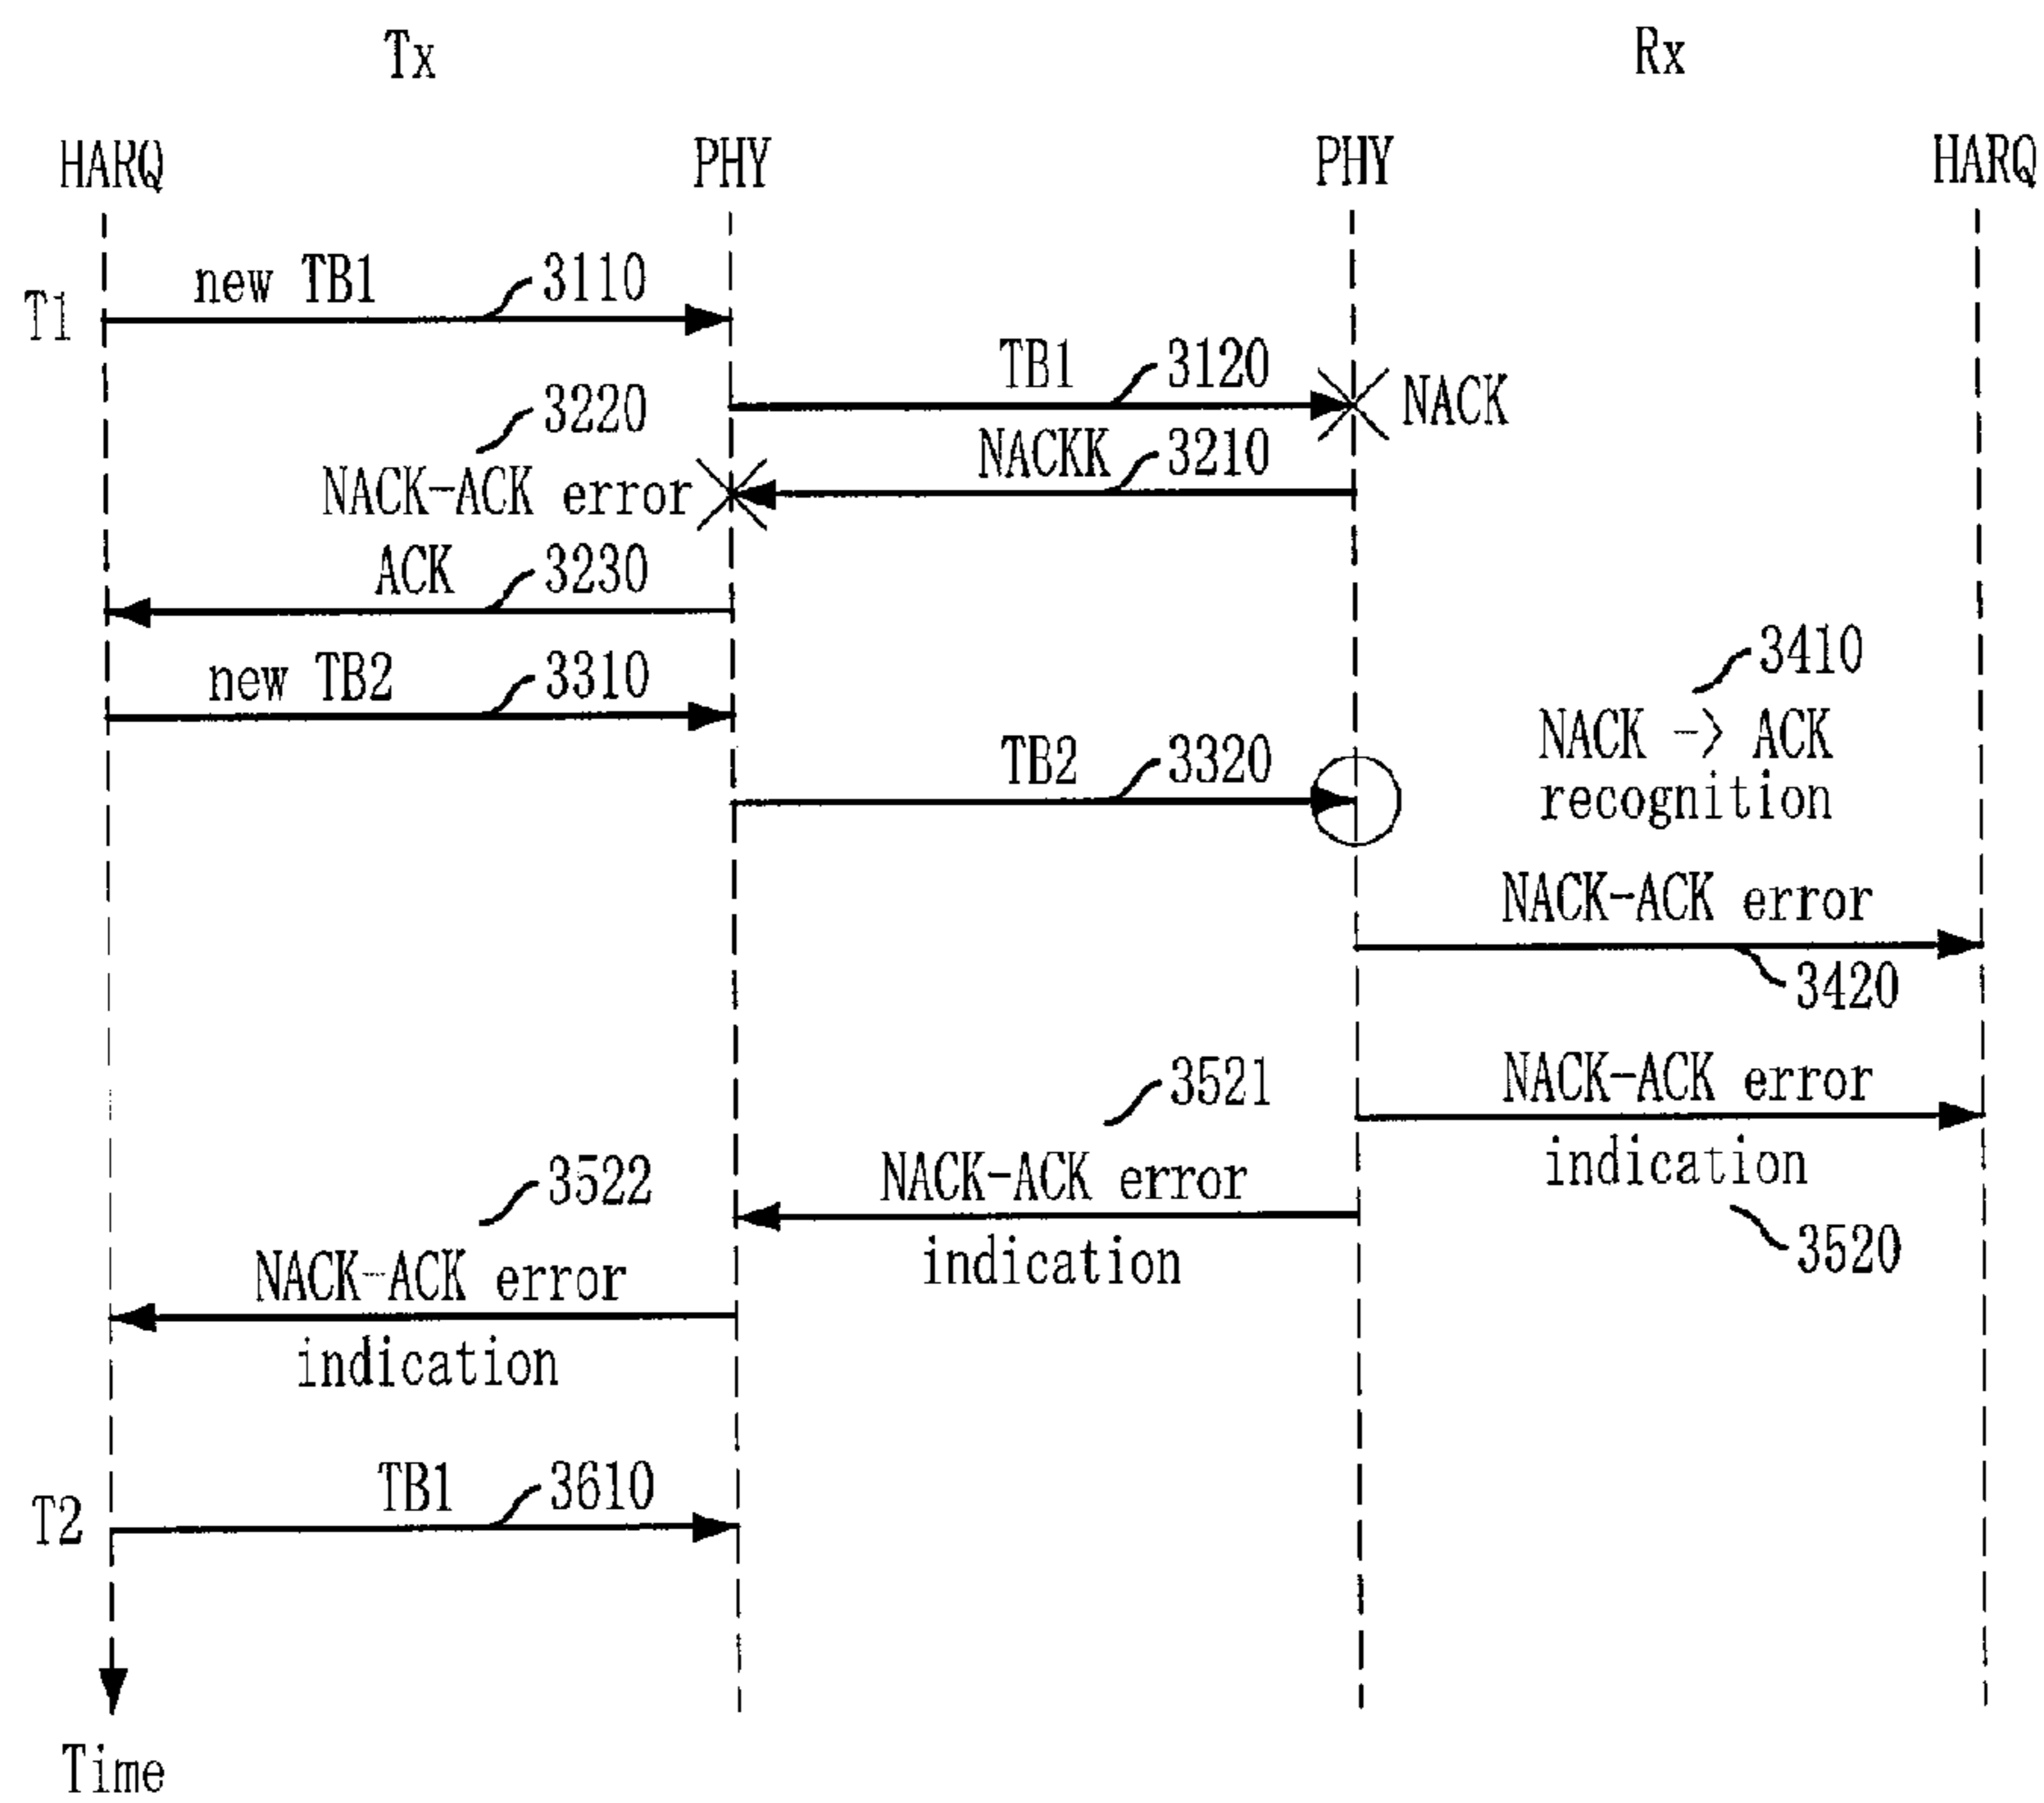 Tx
Rx
HARQ
PHY
PHY
HARQ
T1
new TB1
3110
TB1
3120
NACK
3220
NACKK
3210
NACK-ACK error
ACK
3230
new TB2
3310
3410
NACK -> ACK
recognition
TB2
3320
NACK-ACK error
3420
NACK-ACK error
indication
3520
3521
NACK-ACK error
indication
3522
NACK-ACK error
indication
T2
TB1
3610
Time